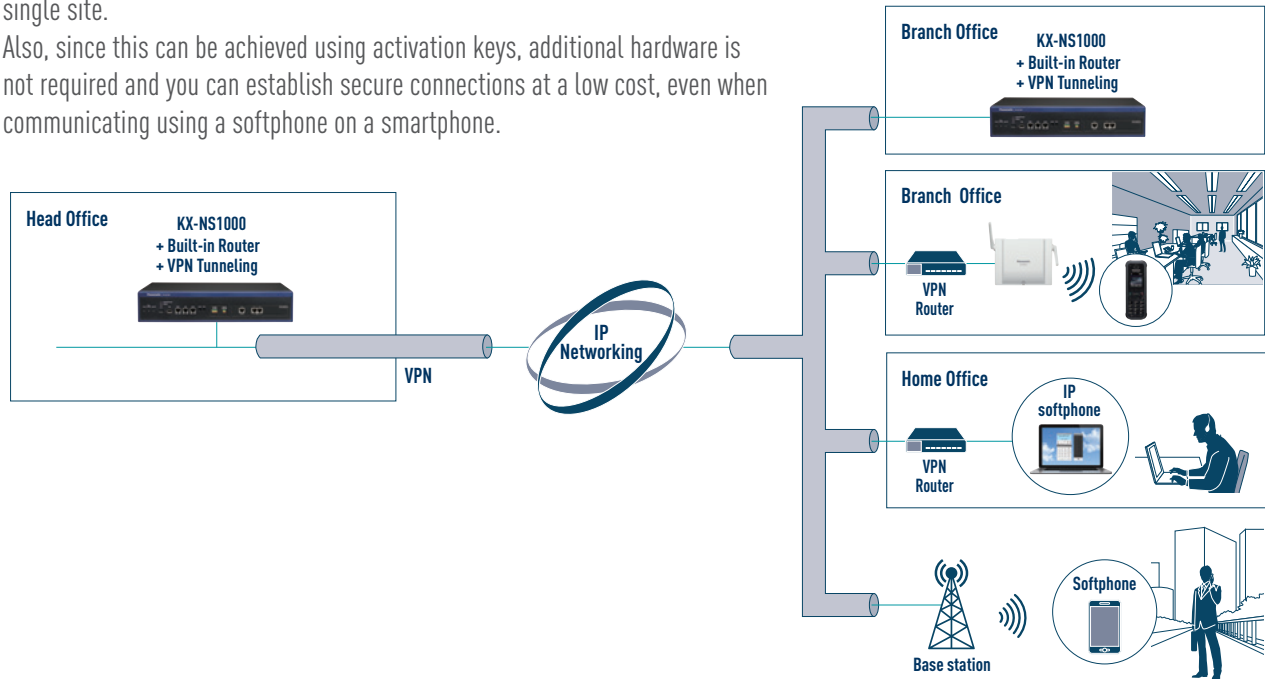 single site.
Also, since this can be achieved using activation keys, additional hardware is
not required and you can establish secure connections at a low cost, even when
communicating using a softphone on a smartphone.
Head Office
KX-NS1000
+ Built-in Router
+ VPN Tunneling
VPN
IP
Networking
Branch Office
KX-NS1000
+ Built-in Router
+ VPN Tunneling
Branch Office
VPN
Router
Home Office
VPN
Router
IP
softphone
Base station
Softphone